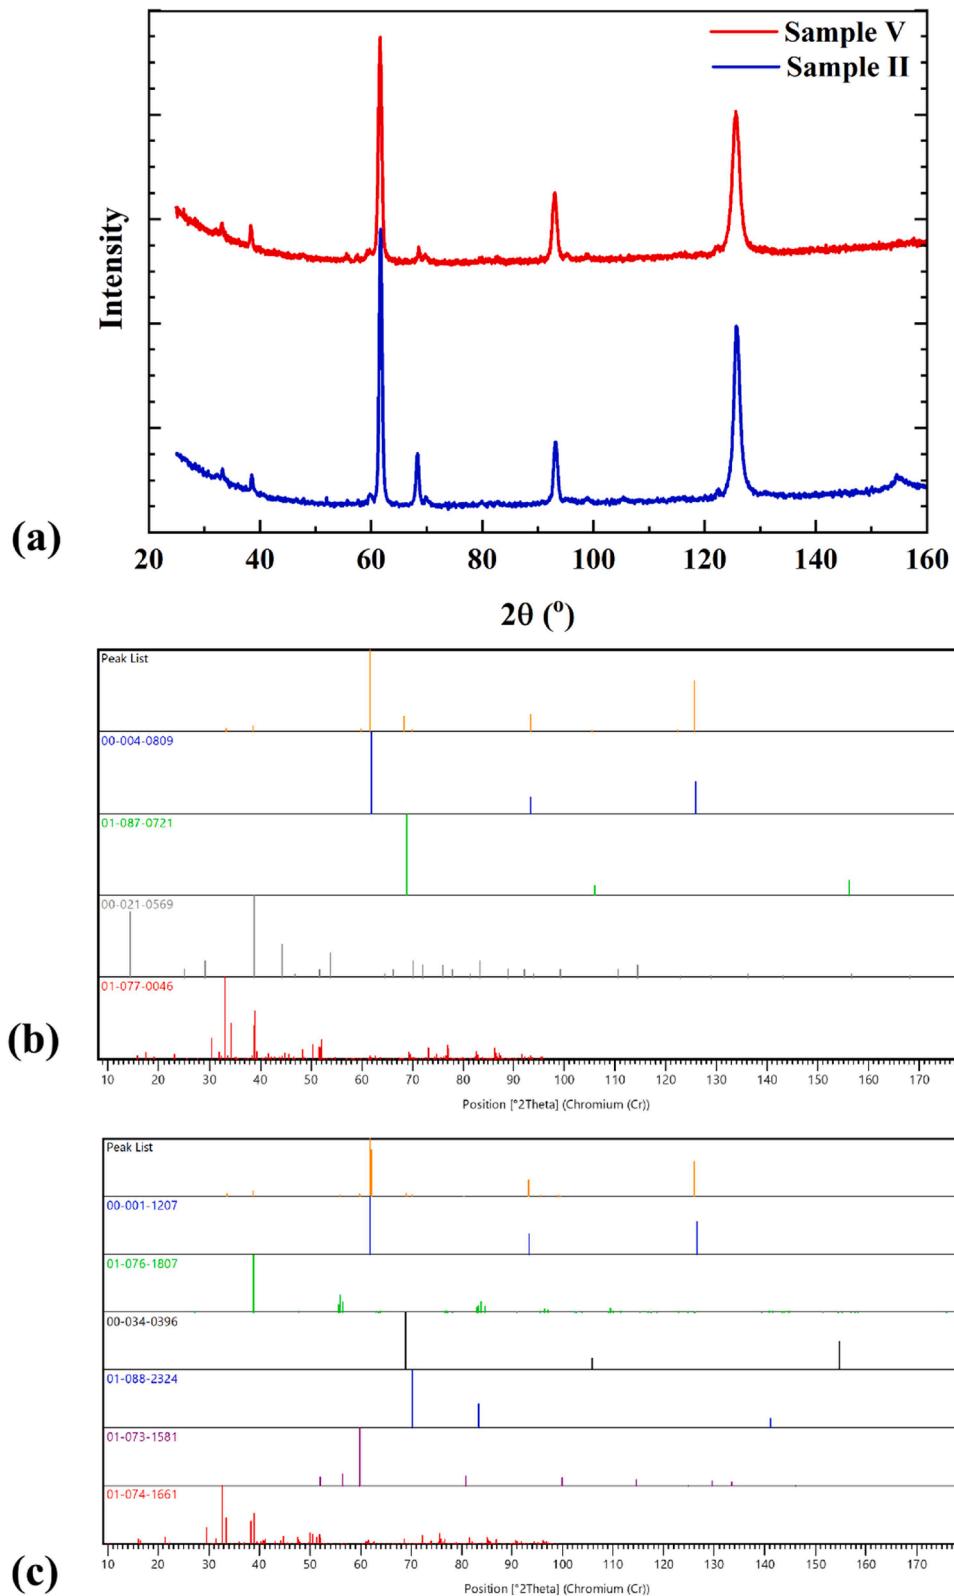 Sample V
Sample II
Intensity
(a)
20 40 60 80 100 120 140 160
2θ (º)
Peak List
00-004-0809
01-087-0721
00-021-0569
01-077-0046
(b)
10 20 30 40 50 60 70 80 90 100 110 120 130 140 150 160 170
Position [°2Theta] (Chromium (Cr))
Peak List
00-001-1207
01-076-1807
00-034-0396
01-088-2324
01-073-1581
01-074-1661
(c)
10 20 30 40 50 60 70 80 90 100 110 120 130 140 150 160 170
Position [°2Theta] (Chromium (Cr))